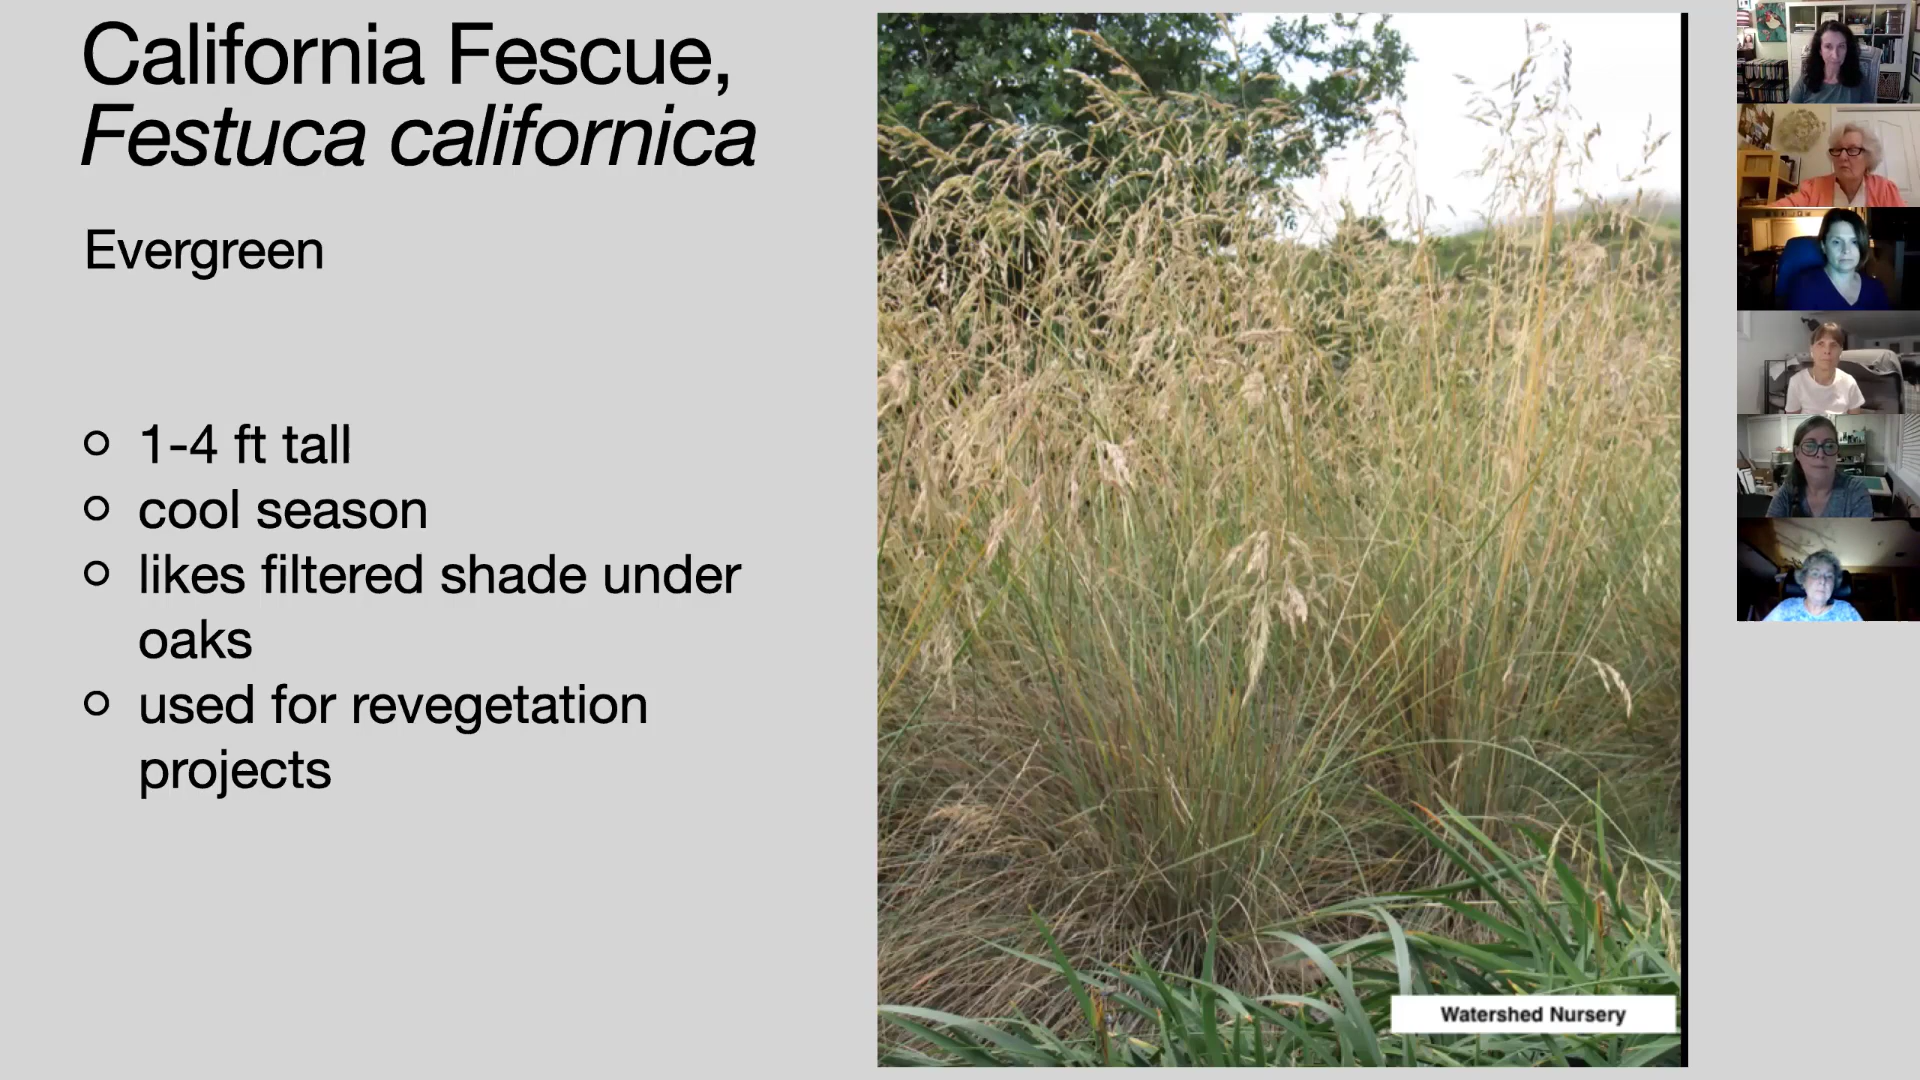 California Fescue,
Festuca californica
Evergreen
1-4 ft tall
cool season
likes filtered shade under
oaks
used for revegetation
projects
Watershed Nursery